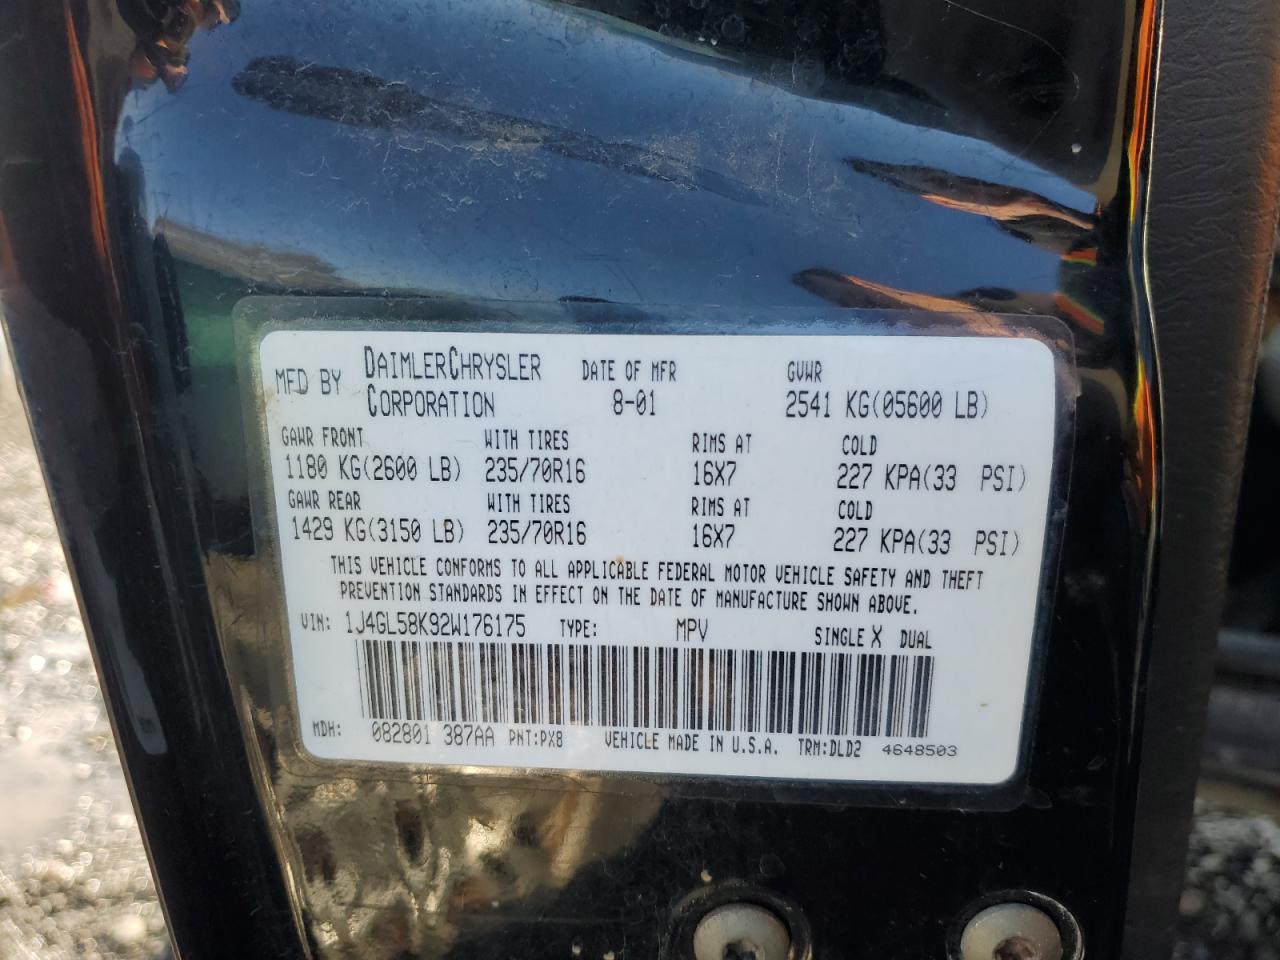 MFD BY DAIMLERCHRYSLER CORPORATION DATE OF MFR 8-01 GVWR 2541 KG(05600 LB)
GAWR FRONT WITH TIRES RIMS AT COLD
1180 KG(2600 LB) 235/70R16 16X7 227 KPA(33 PSI)
GAWR REAR WITH TIRES RIMS AT COLD
1429 KG(3150 LB) 235/70R16 16X7 227 KPA(33 PSI)
THIS VEHICLE CONFORMS TO ALL APPLICABLE FEDERAL MOTOR VEHICLE SAFETY AND THEFT
PREVENTION STANDARDS IN EFFECT ON THE DATE OF MANUFACTURE SHOWN ABOVE.
VIN: 1J4GL58K92W176175 TYPE: MPV SINGLE X DUAL
MDH: 082801 387AA PNT:PX8 VEHICLE MADE IN U.S.A. TRM:DLD2 4648503